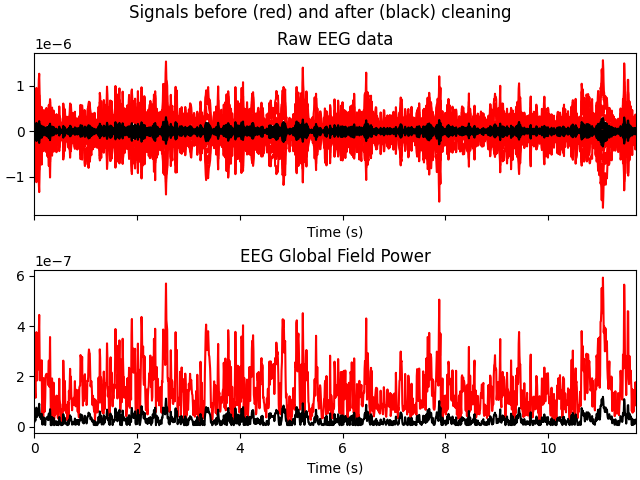 Signals before (red) and after (black) cleaning
Raw EEG data
1e−6
1
0
−1
Time (s)
EEG Global Field Power
1e−7
6
4
2
0
0 2 4 6 8 10
Time (s)